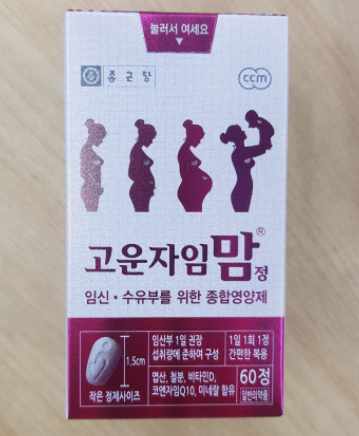 눌러서 여세요
종근당
ccm
고운자임맘®정
임신·수유부를 위한 종합영양제
1.5cm
작은 정제사이즈
임산부 1일 권장
섭취량에 준하여 구성
엽산, 철분, 비타민D,
코엔자임Q10, 미네랄 함유
1일 1회 1정
간편한 복용
60정
일반의약품